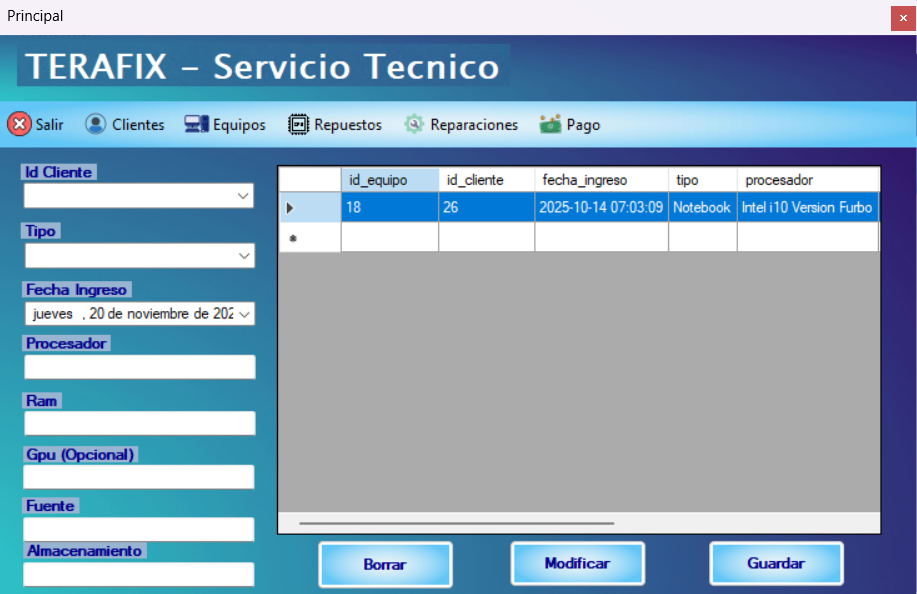 Principal
TERAFIX – Servicio Tecnico
Salir Clientes Equipos Repuestos Reparaciones Pago
Id Cliente
Tipo
Fecha Ingreso
jueves , 20 de noviembre de 202
Procesador
Ram
Gpu (Opcional)
Fuente
Almacenamiento
id_equipo id_cliente fecha_ingreso tipo procesador
18 26 2025-10-14 07:03:09 Notebook Intel i10 Version Furbo
Borrar Modificar Guardar